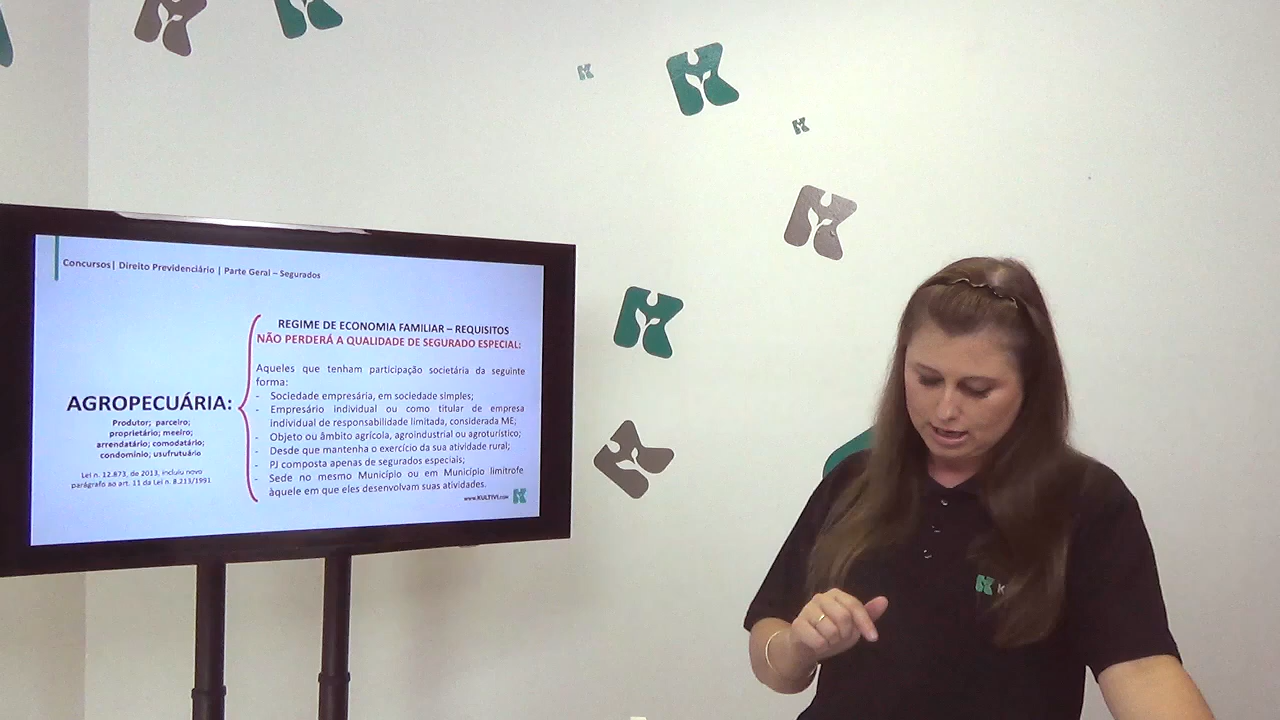 Concursos| Direito Previdenciário | Parte Geral – Segurados
REGIME DE ECONOMIA FAMILIAR – REQUISITOS
NÃO PERDERÁ A QUALIDADE DE SEGURADO ESPECIAL:
Aqueles que tenham participação societária da seguinte
forma:
- Sociedade empresária, em sociedade simples;
- Empresário individual ou como titular de empresa
individual de responsabilidade limitada, considerada ME;
- Objeto ou âmbito agrícola, agroindustrial ou agroturístico;
- Desde que mantenha o exercício da sua atividade rural;
- PJ composta apenas de segurados especiais;
- Sede no mesmo Município ou em Município limítrofe
àquele em que eles desenvolvam suas atividades.
AGROPECUÁRIA:
Produtor; parceiro;
proprietário; meeiro;
arrendatário; comodatário;
condomínio; usufrutuário
Lei n. 12.873, de 2013, incluiu novo
parágrafo ao art. 11 da Lei n. 8.213/1991
www.KULTIVI.com